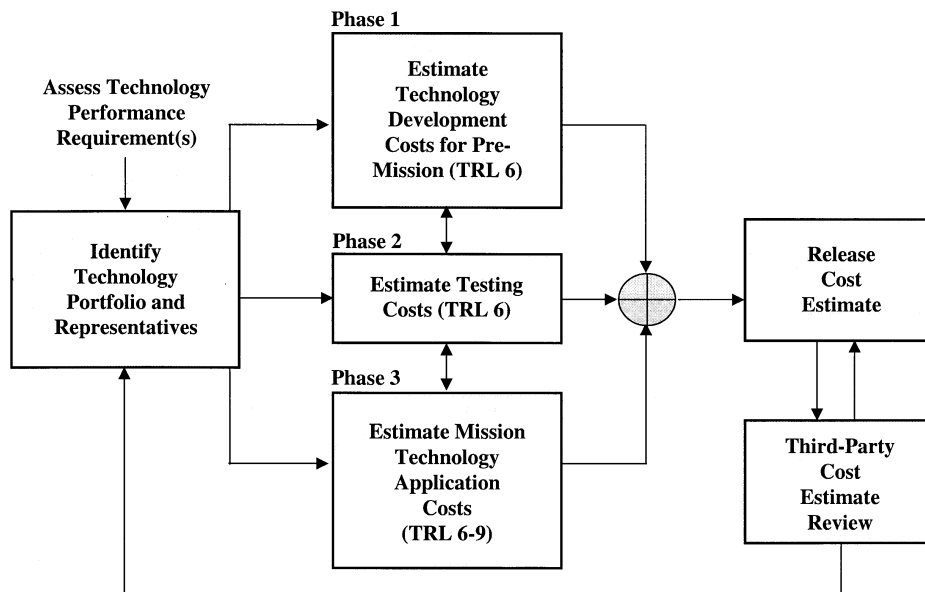 Assess Technology
Performance
Requirement(s)
Identify
Technology
Portfolio and
Representatives
Phase 1
Estimate
Technology
Development
Costs for Pre-
Mission (TRL 6)
Phase 2
Estimate Testing
Costs (TRL 6)
Phase 3
Estimate Mission
Technology
Application
Costs
(TRL 6-9)
Release
Cost
Estimate
Third-Party
Cost
Estimate
Review